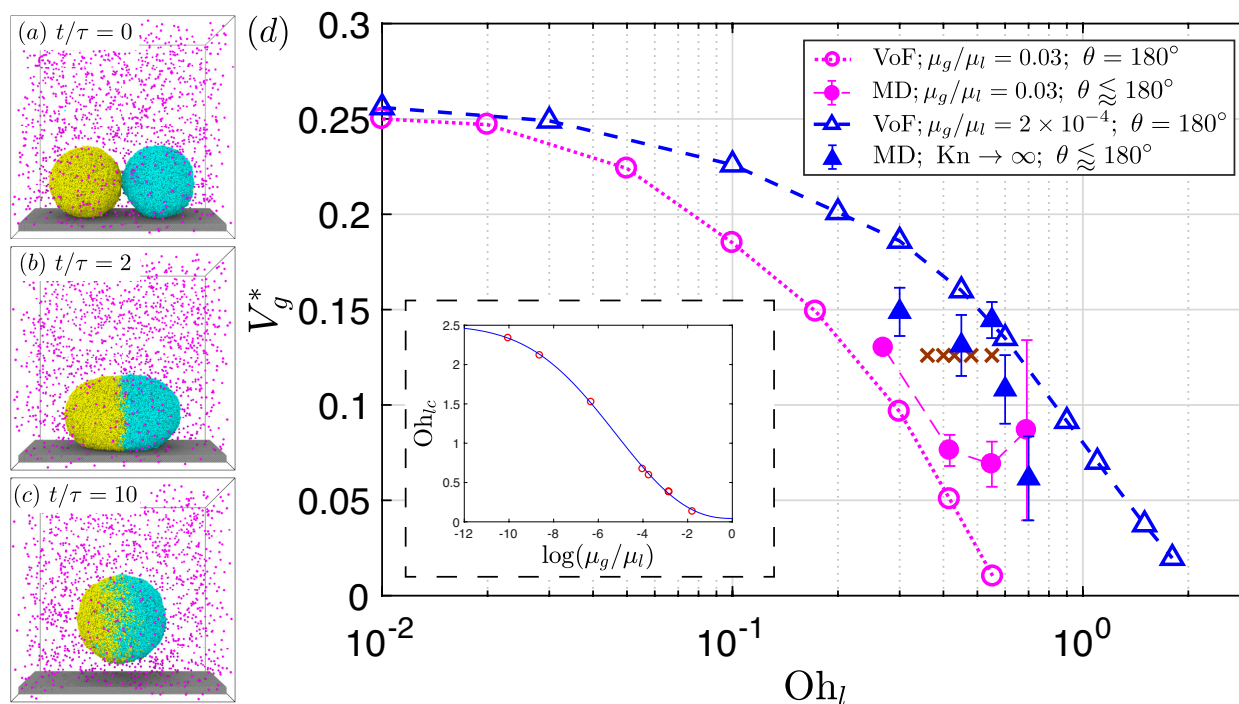 (a) t/τ = 0
(b) t/τ = 2
(c) t/τ = 10
(d)
V*g
0.3
0.25
0.2
0.15
0.1
0.05
0
10⁻²
10⁻¹
10⁰
Ohₗ
VoF; μg/μl = 0.03; θ = 180°
MD; μg/μl = 0.03; θ ⪅ 180°
VoF; μg/μl = 2 × 10⁻⁴; θ = 180°
MD; Kn → ∞; θ ⪅ 180°
Ohlc
2.5
2
1.5
1
0.5
0
-12
-10
-8
-6
-4
-2
0
log(μg/μl)